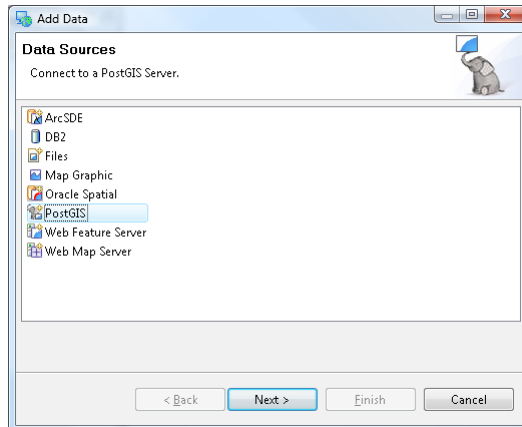 Add Data
Data Sources
Connect to a PostGIS Server.
ArcSDE
DB2
Files
Map Graphic
Oracle Spatial
PostGIS
Web Feature Server
Web Map Server
< Back
Next >
Finish
Cancel